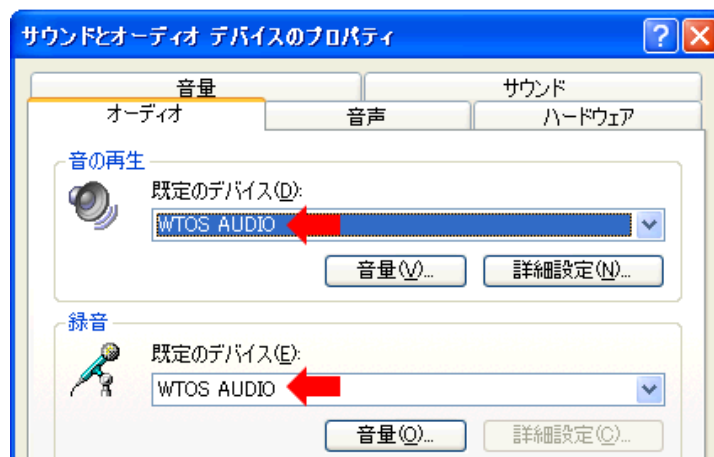 サウンドとオーディオ デバイスのプロパティ
音量 サウンド
オーディオ 音声 ハードウェア
音の再生
既定のデバイス(D):
WTOS AUDIO
音量(V)... 詳細設定(N)...
録音
既定のデバイス(E):
WTOS AUDIO
音量(O)... 詳細設定(C)...